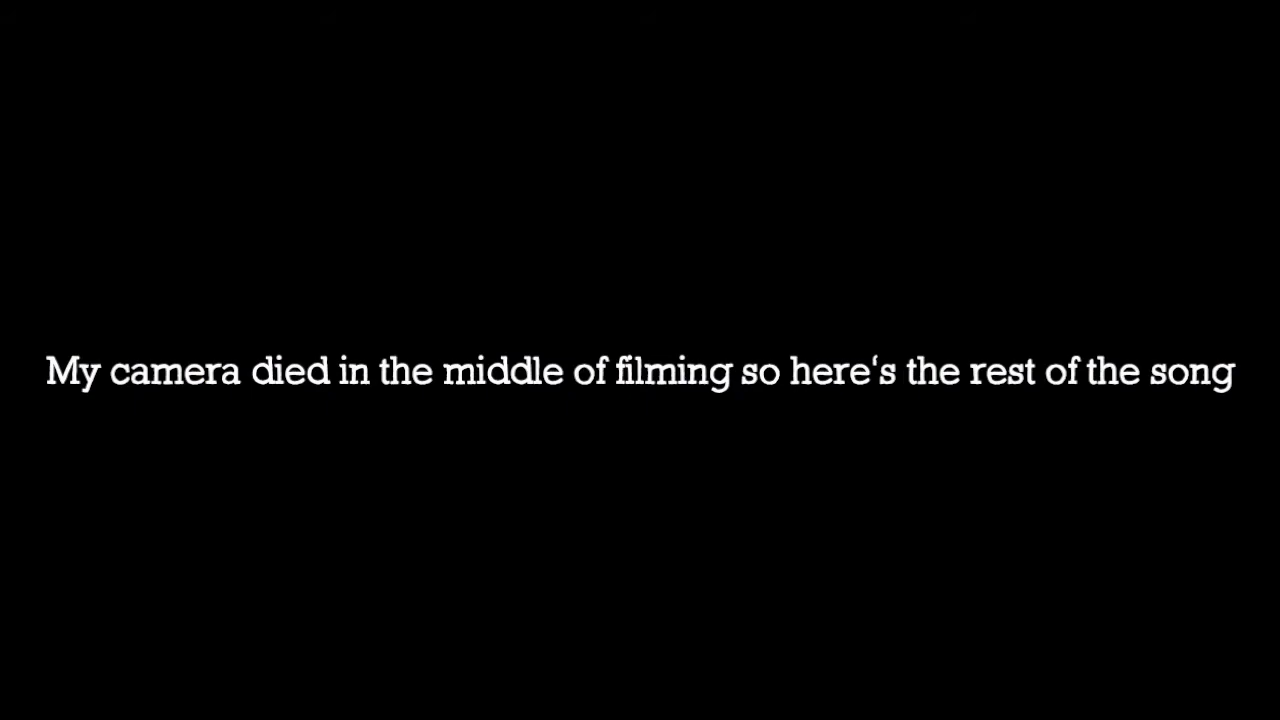 My camera died in the middle of filming so here‘s the rest of the song